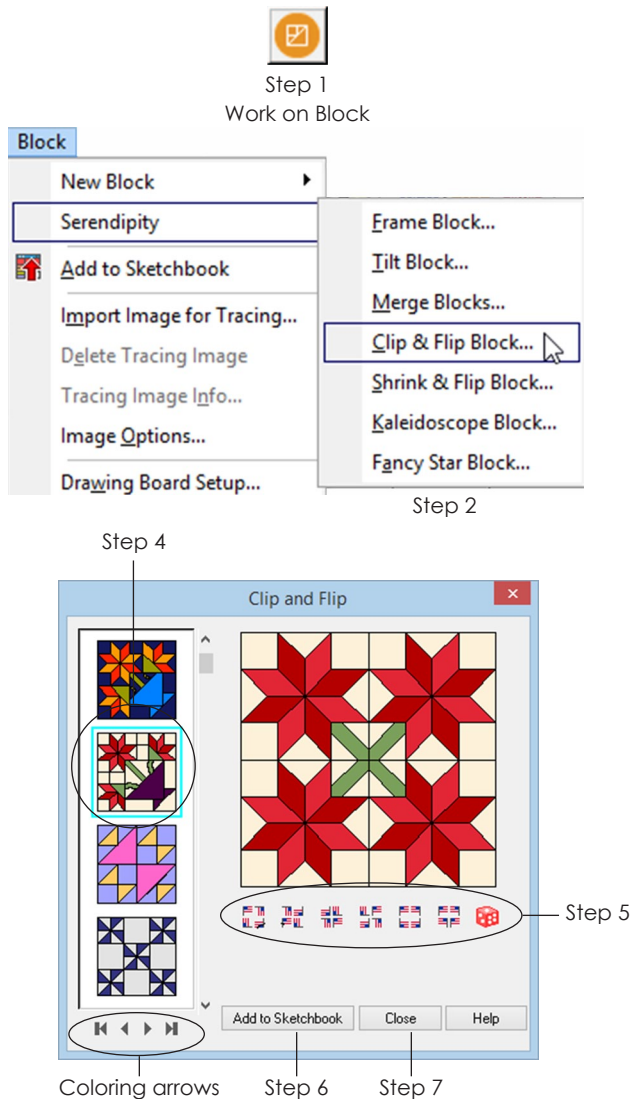 Step 1
Work on Block
Block
New Block
Serendipity
Add to Sketchbook
Import Image for Tracing...
Delete Tracing Image
Tracing Image Info...
Image Options...
Drawing Board Setup...
Frame Block...
Tilt Block...
Merge Blocks...
Clip & Flip Block...
Shrink & Flip Block...
Kaleidoscope Block...
Fancy Star Block...
Step 2
Step 4
Clip and Flip
Step 5
Add to Sketchbook Close Help
Coloring arrows Step 6 Step 7